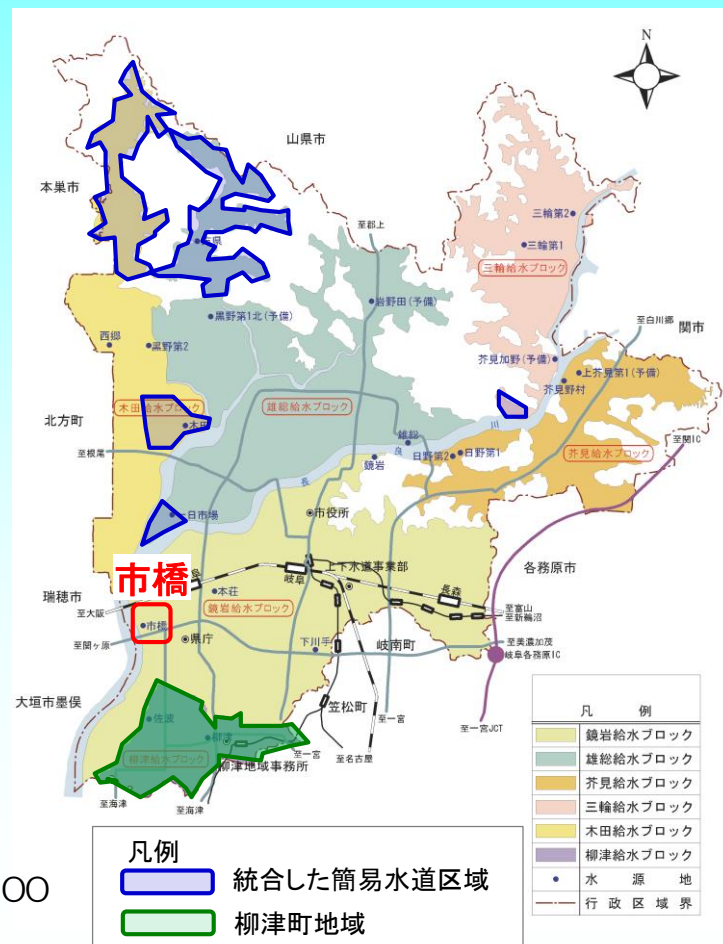 N
山県市
本巣市
至郡上
三輪第2
三輪第1
三輪給水ブロック
岩野田(予備)
黒野第1北(予備)
至白川郷
関市
西郷
黒野第2
芥見加野(予備)
上芥見第1(予備)
芥見野村
北方町
木田給水ブロック
雄総給水ブロック
木田
川
良
長
雄総
日野第2
日野第1
芥見給水ブロック
至関IC
至根尾
鏡岩
一日市場
市役所
市橋
岐阜
上下水道事業部
各務原市
瑞穂市
本荘
長森
至富山
至新鵜沼
至大阪
鏡岩給水ブロック
市橋
県庁
下川手
岐南町
至美濃加茂
岐阜各務原IC
至関ヶ原
大垣市墨俣
笠松町
佐波
柳津
至一宮
至一宮JCT
柳津給水ブロック
柳津地域事務所
至一宮
至名古屋
至海津
至海津
凡 例
鏡岩給水ブロック
雄総給水ブロック
芥見給水ブロック
三輪給水ブロック
木田給水ブロック
柳津給水ブロック
水 源 地
行 政 区 域 界
凡例
統合した簡易水道区域
柳津町地域
00